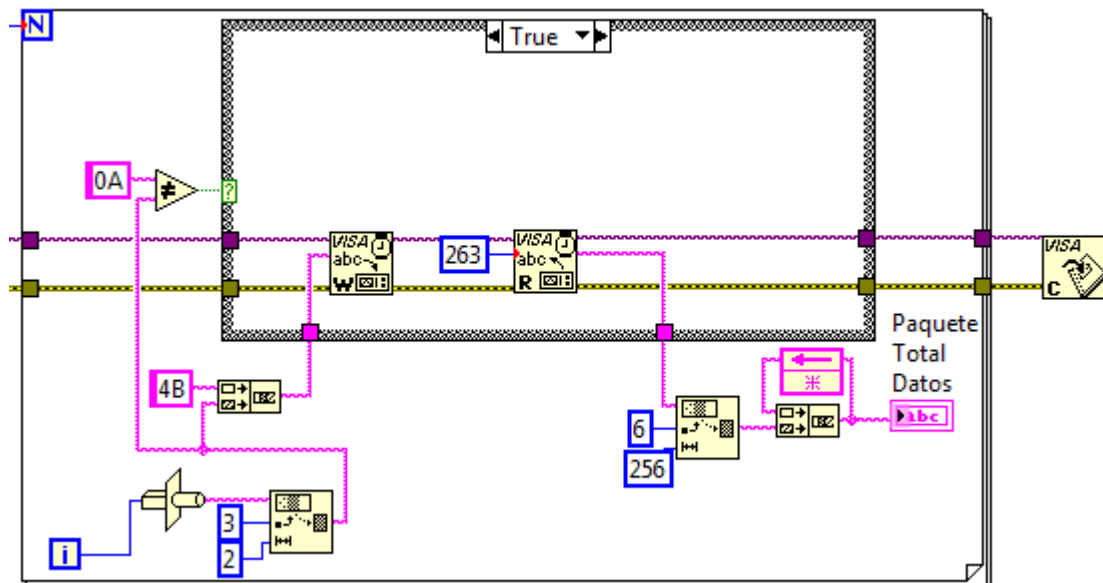 N
True
0A
≠
?
VISA
abc
W
263
VISA
abc
R
VISA
C
Paquete
Total
Datos
abc
4B
6
256
3
2
i